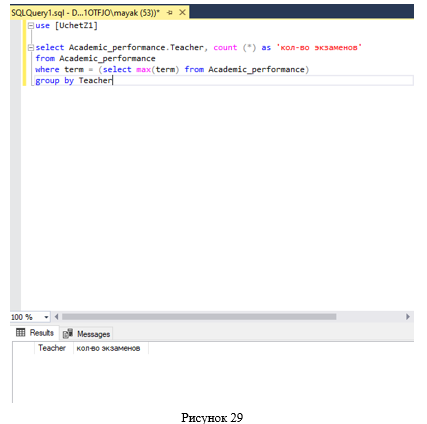 SQLQuery1.sql - D...1OTFJO\mayak (53))* ✕
use [UchetZ1]
select Academic_performance.Teacher, count (*) as 'кол-во экзаменов'
from Academic_performance
where term = (select max(term) from Academic_performance)
group by Teacher
100 %
Results Messages
Teacher кол-во экзаменов
Рисунок 29